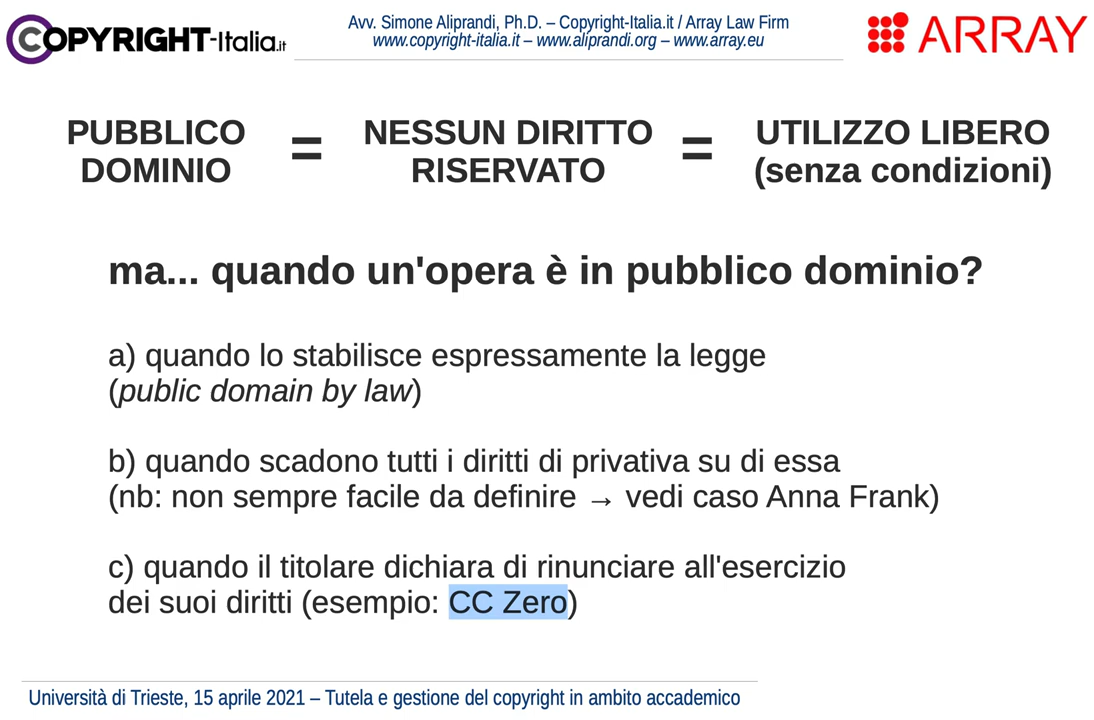 COPYRIGHT-Italia.it
Avv. Simone Aliprandi, Ph.D. – Copyright-Italia.it / Array Law Firm
www.copyright-italia.it – www.aliprandi.org – www.array.eu
ARRAY
PUBBLICO
DOMINIO
=
NESSUN DIRITTO
RISERVATO
=
UTILIZZO LIBERO
(senza condizioni)
ma... quando un'opera è in pubblico dominio?
a) quando lo stabilisce espressamente la legge
(public domain by law)
b) quando scadono tutti i diritti di privativa su di essa
(nb: non sempre facile da definire → vedi caso Anna Frank)
c) quando il titolare dichiara di rinunciare all'esercizio
dei suoi diritti (esempio: CC Zero)
Università di Trieste, 15 aprile 2021 – Tutela e gestione del copyright in ambito accademico